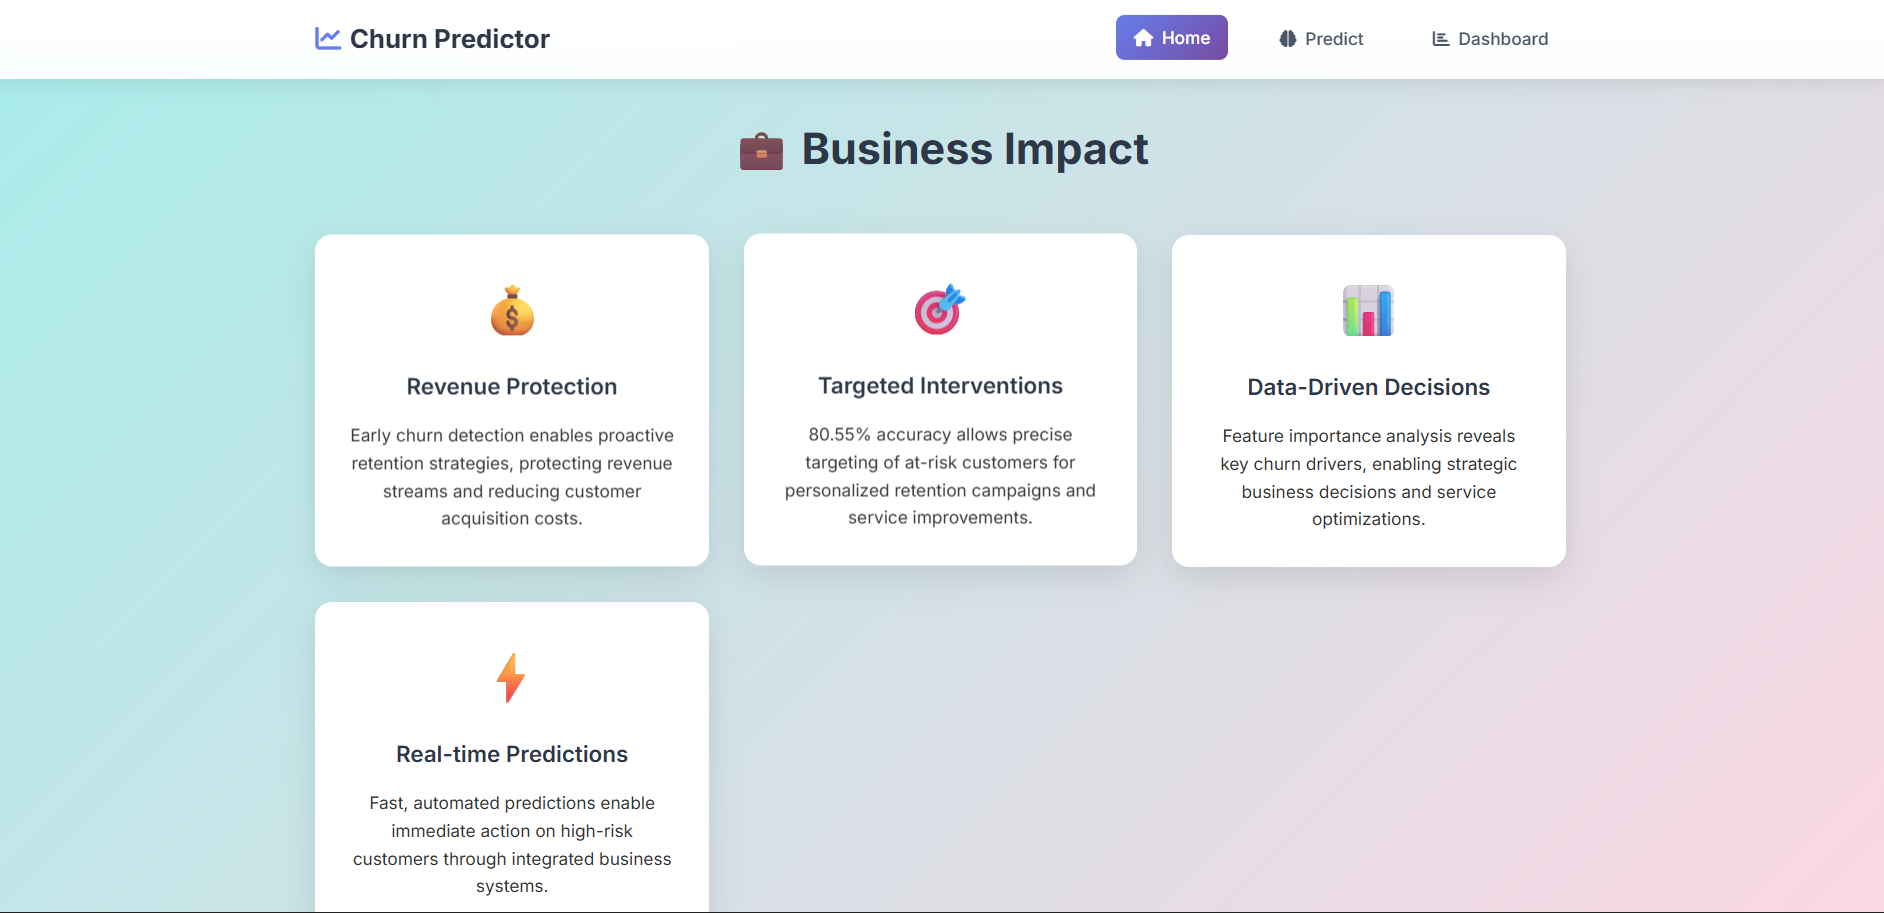 Churn Predictor
Home
Predict
Dashboard
Business Impact
Revenue Protection
Early churn detection enables proactive
retention strategies, protecting revenue
streams and reducing customer
acquisition costs.
Targeted Interventions
80.55% accuracy allows precise
targeting of at-risk customers for
personalized retention campaigns and
service improvements.
Data-Driven Decisions
Feature importance analysis reveals
key churn drivers, enabling strategic
business decisions and service
optimizations.
Real-time Predictions
Fast, automated predictions enable
immediate action on high-risk
customers through integrated business
systems.